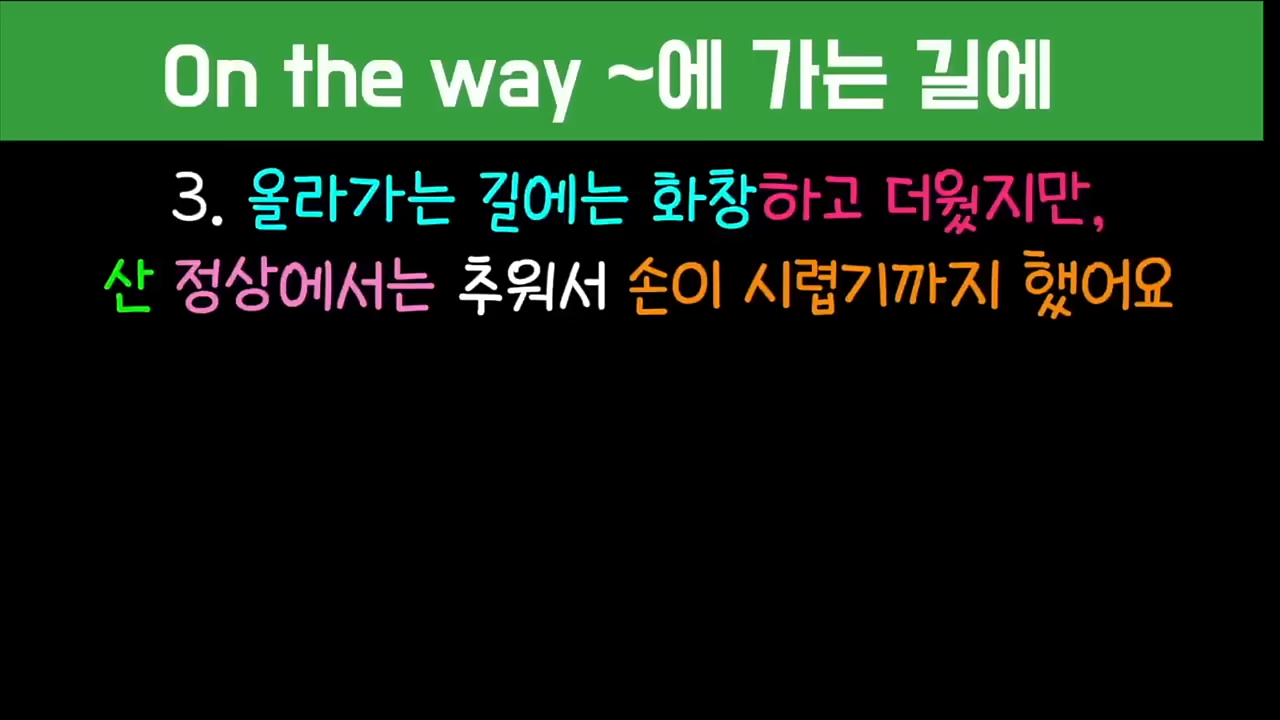 On the way ~에 가는 길에
3. 올라가는 길에는 화창하고 더웠지만,
산 정상에서는 추워서 손이 시렵기까지 했어요